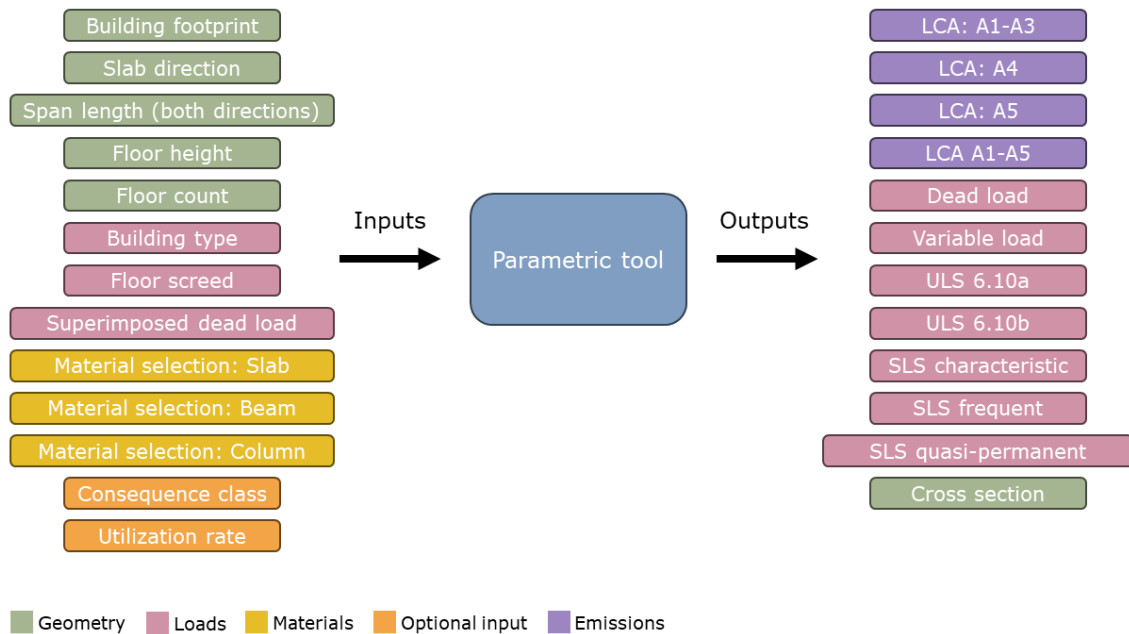 Building footprint
Slab direction
Span length (both directions)
Floor height
Floor count
Building type
Floor screed
Superimposed dead load
Material selection: Slab
Material selection: Beam
Material selection: Column
Consequence class
Utilization rate
Inputs
Parametric tool
Outputs
LCA: A1-A3
LCA: A4
LCA: A5
LCA A1-A5
Dead load
Variable load
ULS 6.10a
ULS 6.10b
SLS characteristic
SLS frequent
SLS quasi-permanent
Cross section
Geometry
Loads
Materials
Optional input
Emissions